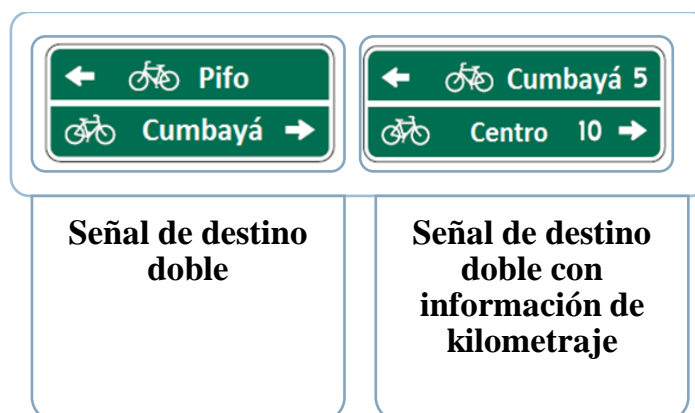 Pifo
Cumbayá
Cumbayá 5
Centro 10
Señal de destino
doble
Señal de destino
doble con
información de
kilometraje